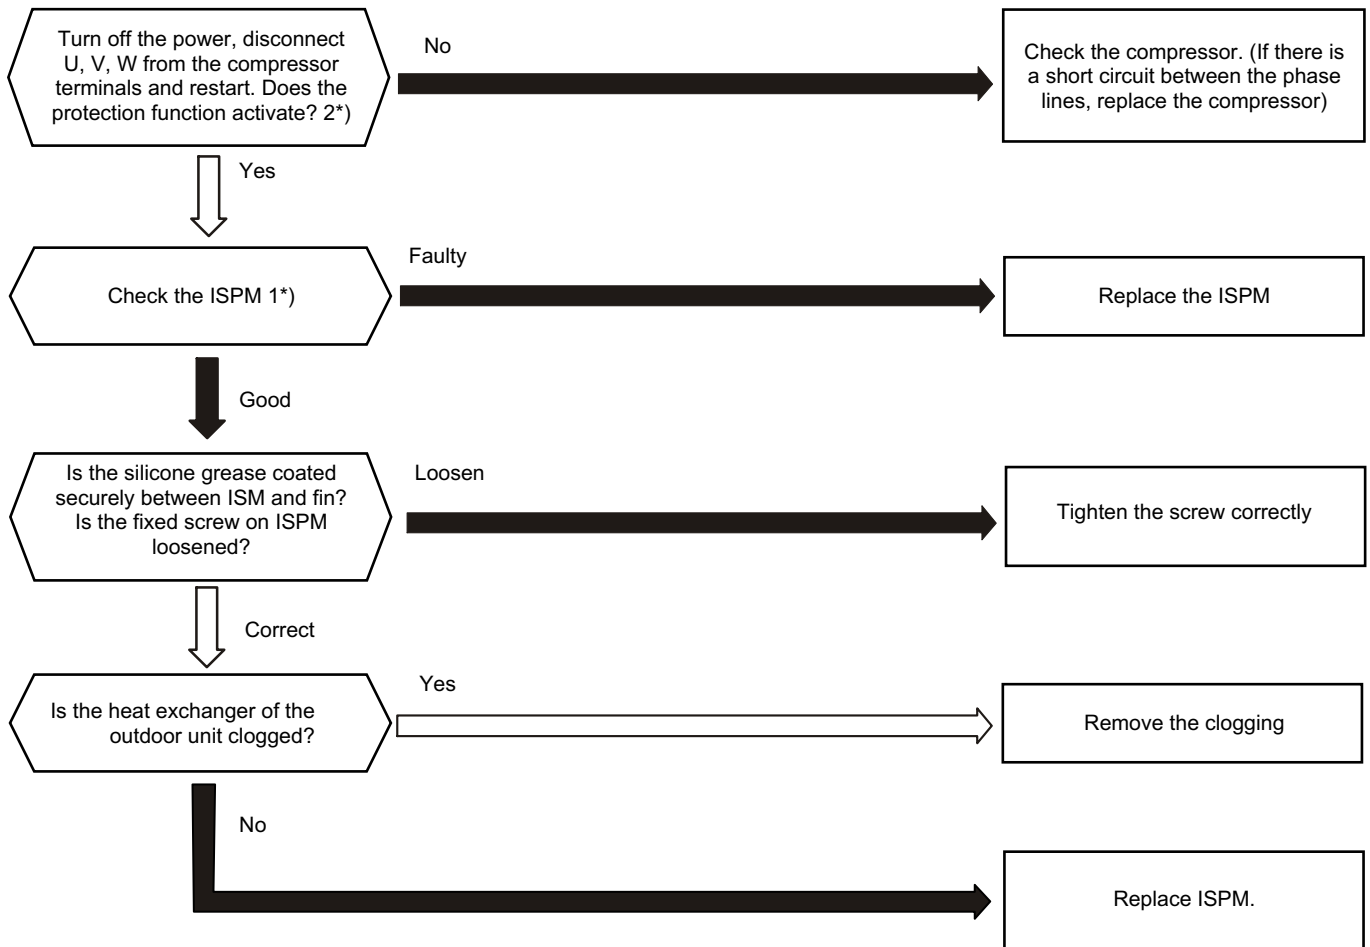 Turn off the power, disconnect
U, V, W from the compressor
terminals and restart. Does the
protection function activate? 2*)
No
Check the compressor. (If there is
a short circuit between the phase
lines, replace the compressor)
Yes
Check the ISPM 1*)
Faulty
Replace the ISPM
Good
Is the silicone grease coated
securely between ISM and fin?
Is the fixed screw on ISPM
loosened?
Loosen
Tighten the screw correctly
Correct
Is the heat exchanger of the
outdoor unit clogged?
Yes
Remove the clogging
No
Replace ISPM.